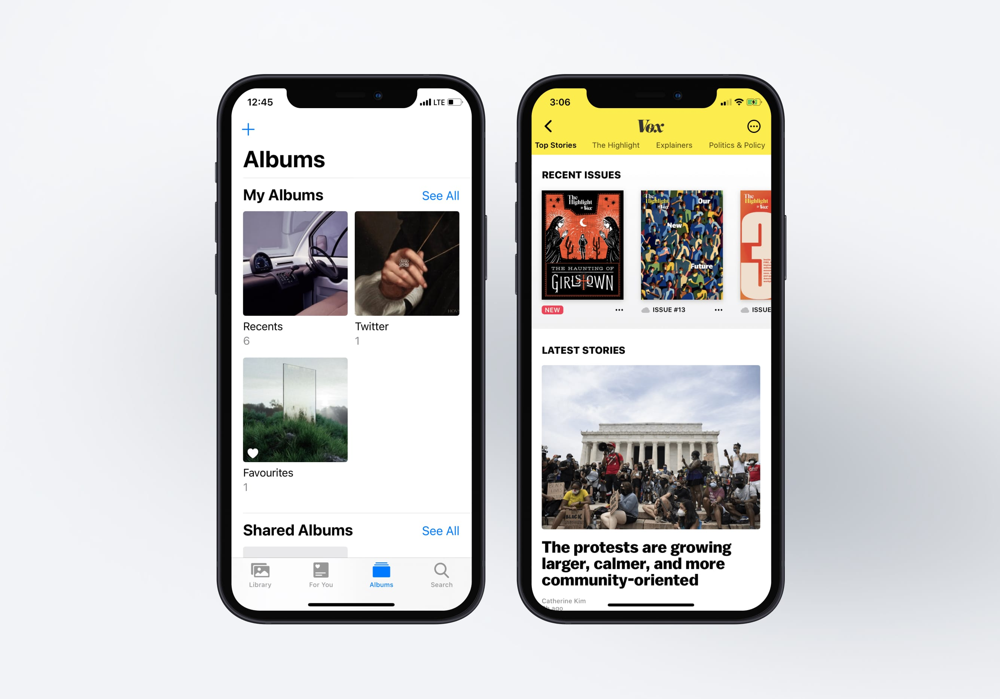 12:45
LTE
Albums
My Albums
See All
Recents
6
Twitter
1
Favourites
1
Shared Albums
See All
Library
For You
Albums
Search
3:06
Vox
Top Stories
The Highlight
Explainers
Politics & Policy
RECENT ISSUES
The
Highlight
BY Vox
THE HAUNTING OF
GIRLSTOWN
NEW
The
Highlight
BY Vox
Our
New
Future
ISSUE #13
The
Highlight
BY Vox
3
ISSUE
LATEST STORIES
BLACK
LIVES
MATTER
BLACK
The protests are growing
larger, calmer, and more
community-oriented
Catherine Kim
h ago